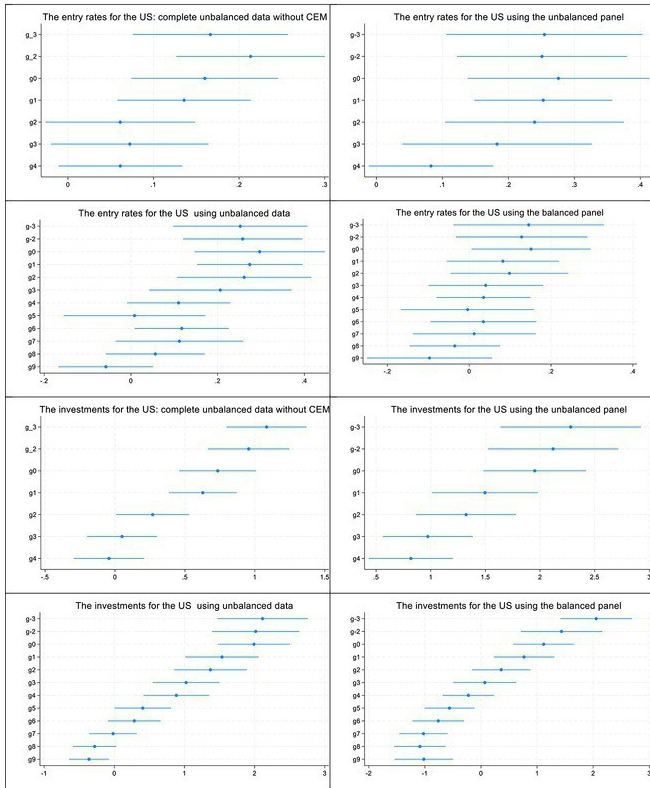 The entry rates for the US: complete unbalanced data without CEM
g_3
g_2
g0
g1
g2
g3
g4
0 .1 .2 .3
The entry rates for the US using the unbalanced panel
g-3
g-2
g0
g1
g2
g3
g4
0 .1 .2 .3 .4
The entry rates for the US using unbalanced data
g-3
g-2
g0
g1
g2
g3
g4
g5
g6
g7
g8
g9
-.2 0 .2 .4
The entry rates for the US using the balanced panel
g-3
g-2
g0
g1
g2
g3
g4
g5
g6
g7
g8
g9
-.2 0 .2 .4
The investments for the US: complete unbalanced data without CEM
g_3
g_2
g0
g1
g2
g3
g4
-.5 0 .5 1 1.5
The investments for the US using the unbalanced panel
g-3
g-2
g0
g1
g2
g3
g4
.5 1 1.5 2 2.5 3
The investments for the US using unbalanced data
g-3
g-2
g0
g1
g2
g3
g4
g5
g6
g7
g8
g9
-1 0 1 2 3
The investments for the US using the balanced panel
g-3
g-2
g0
g1
g2
g3
g4
g5
g6
g7
g8
g9
-2 -1 0 1 2 3